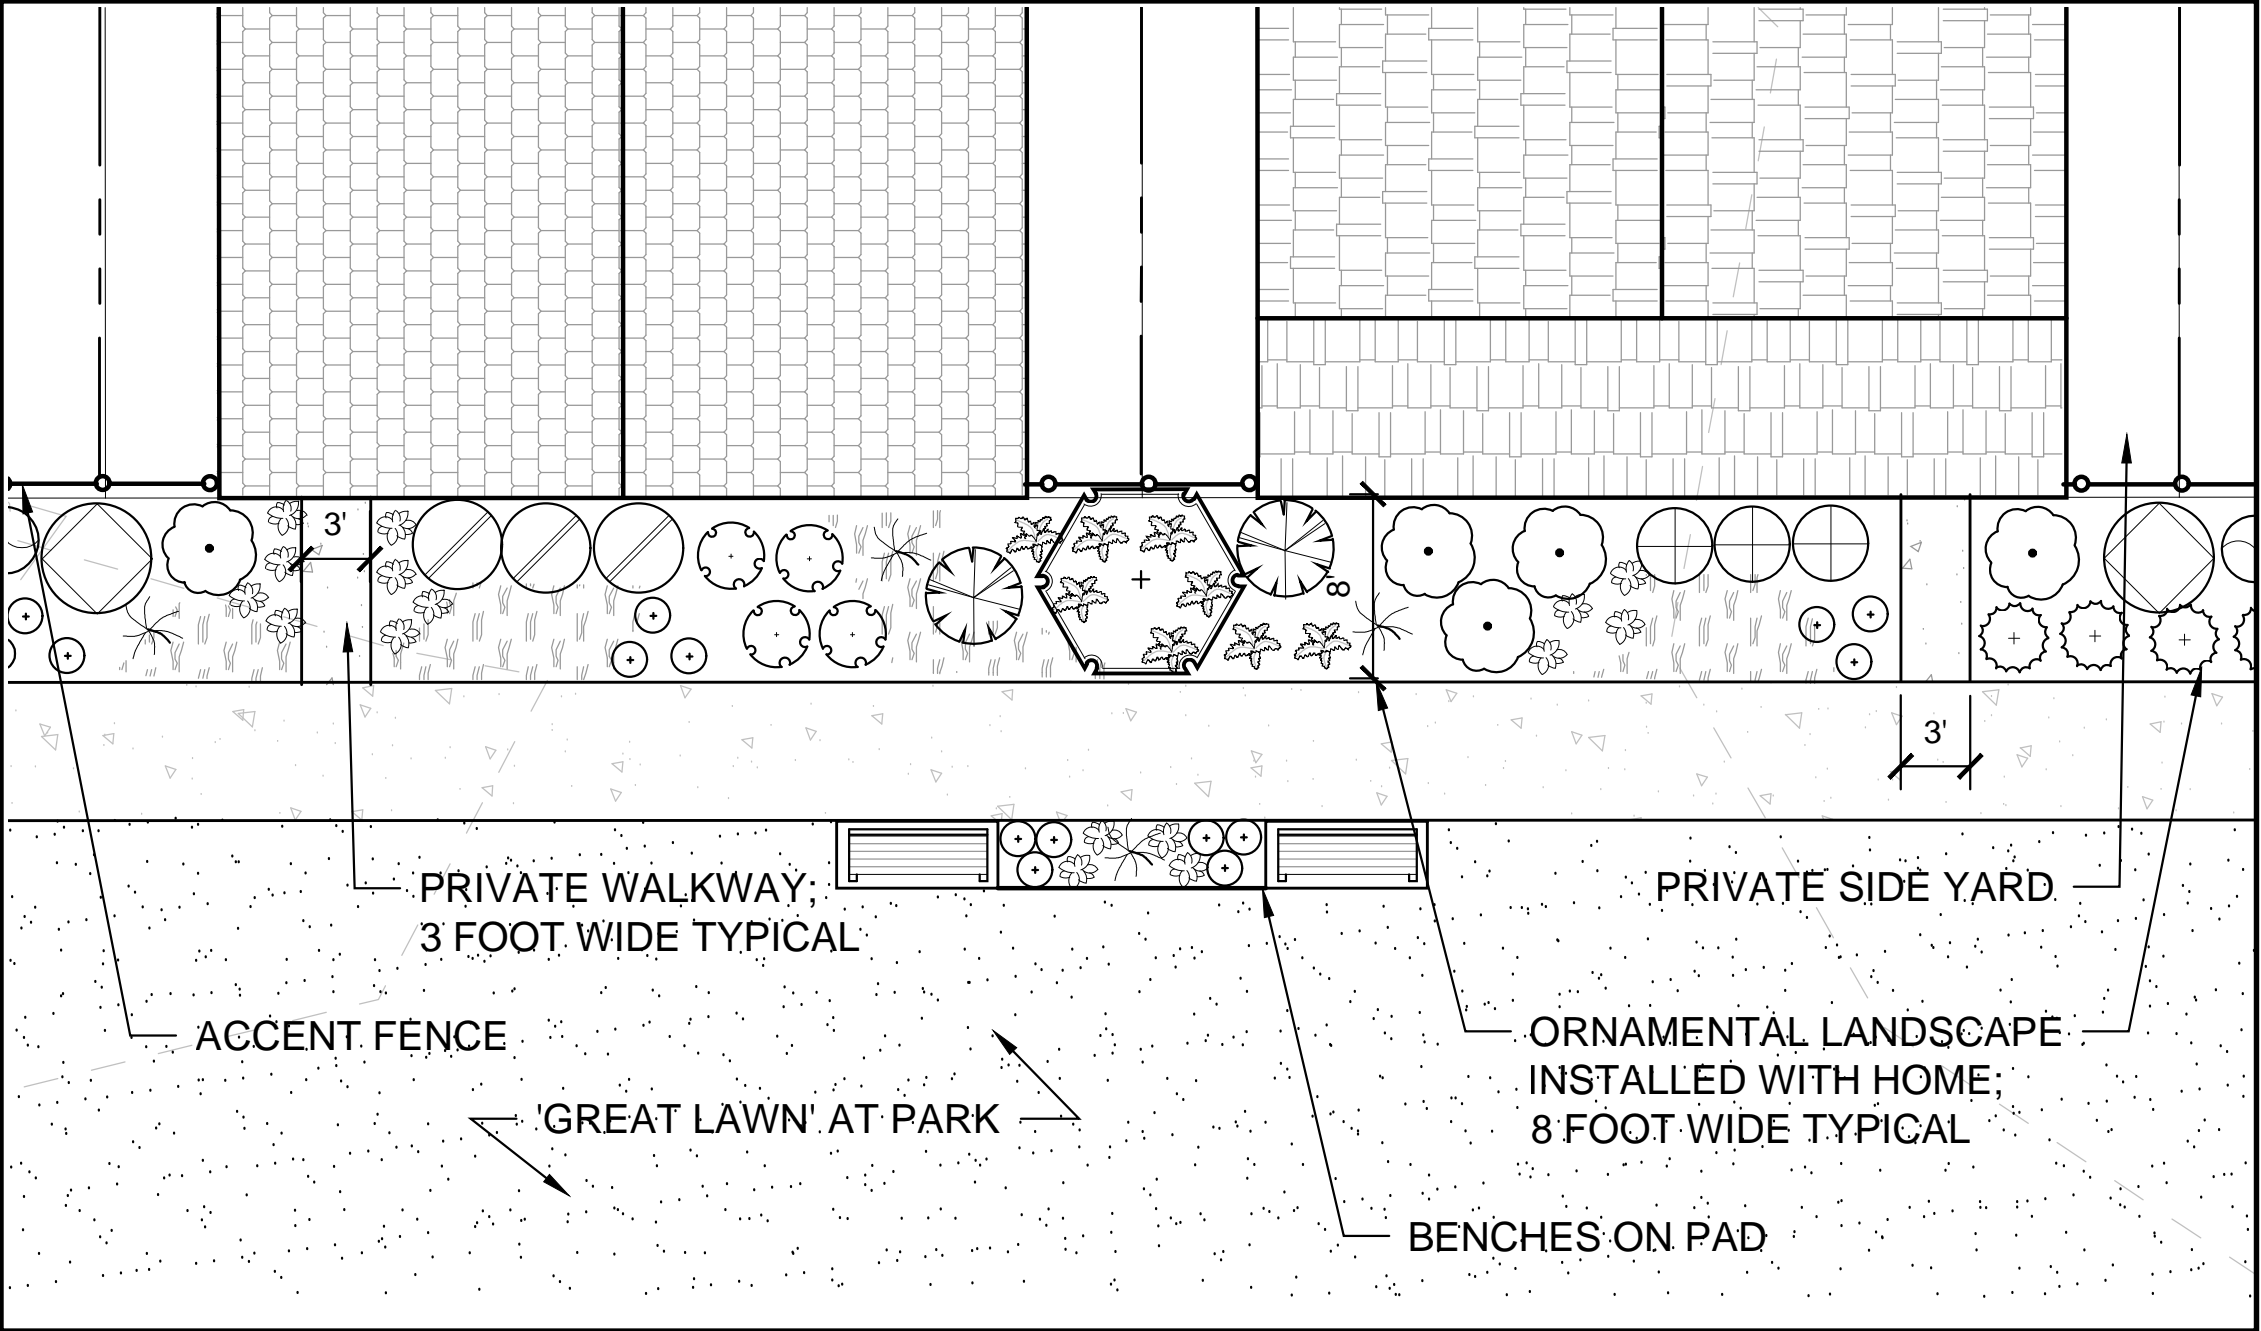 3'
8'
3'
PRIVATE WALKWAY;
3 FOOT WIDE TYPICAL
PRIVATE SIDE YARD
ACCENT FENCE
ORNAMENTAL LANDSCAPE
INSTALLED WITH HOME;
8 FOOT WIDE TYPICAL
'GREAT LAWN' AT PARK
BENCHES ON PAD